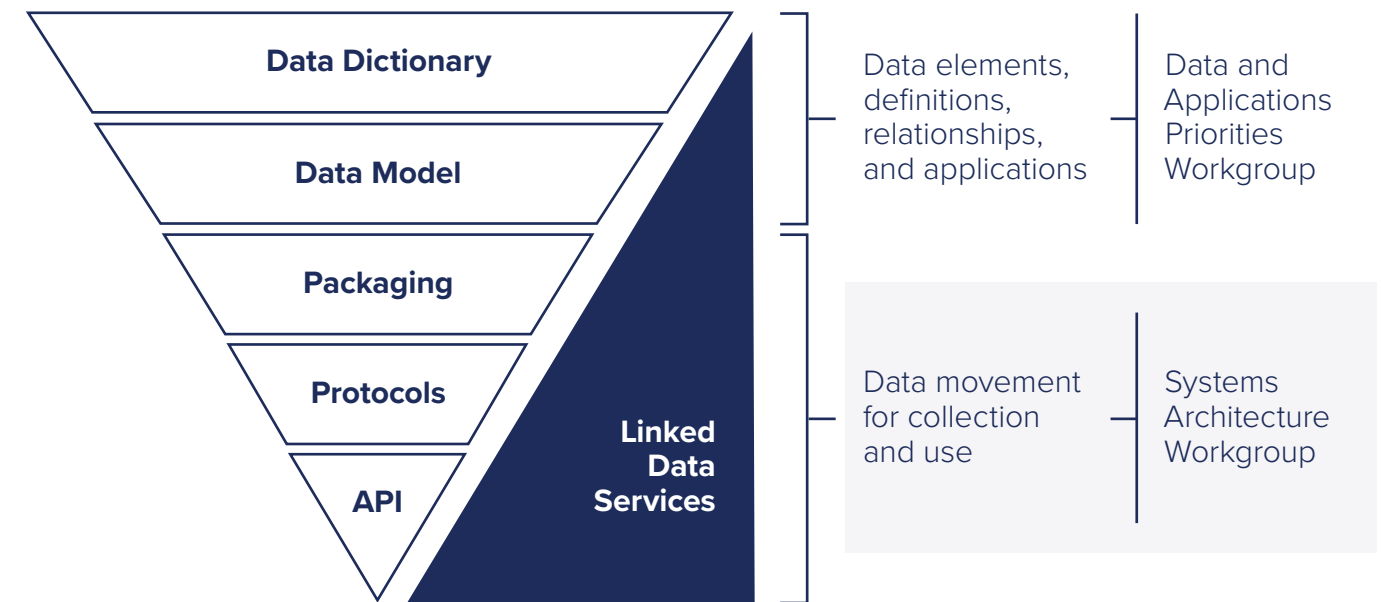 Data Dictionary
Data Model
Packaging
Protocols
API
Linked
Data
Services
Data elements,
definitions,
relationships,
and applications
Data and
Applications
Priorities
Workgroup
Data movement
for collection
and use
Systems
Architecture
Workgroup